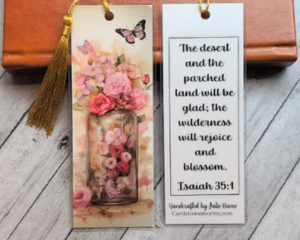 The desert
and the
parched
land will be
glad; the
wilderness
will rejoice
and
blossom.
Isaiah 35:1
Handcrafted by Julie